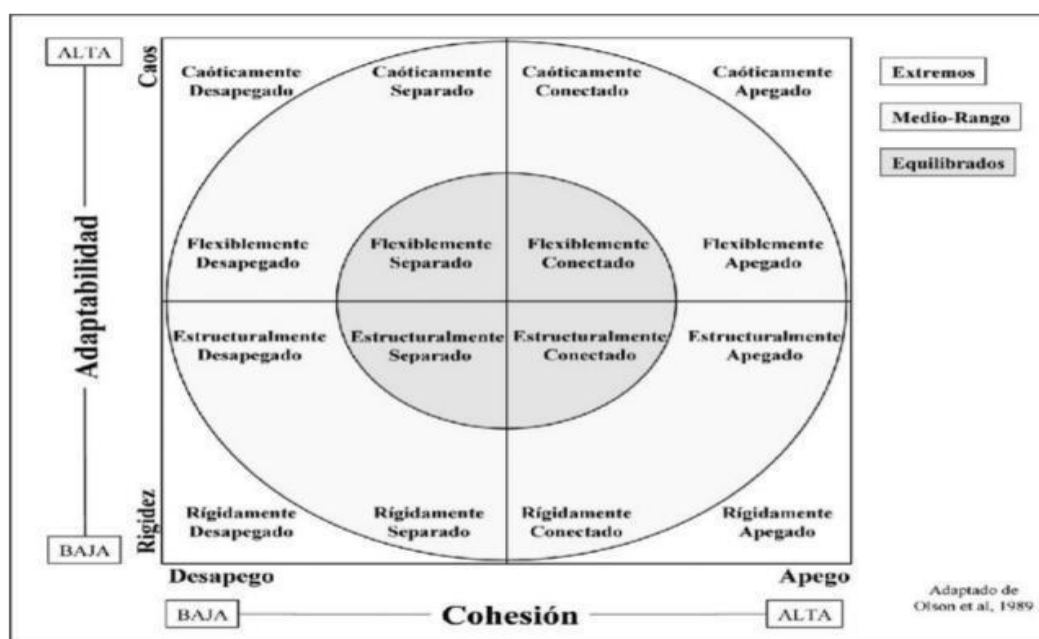 ALTA
Caos
Caóticamente
Desapegado
Caóticamente
Separado
Caóticamente
Conectado
Caóticamente
Apegado
Extremos
Medio-Rango
Equilibrados
Adaptabilidad
Flexiblemente
Desapegado
Flexiblemente
Separado
Flexiblemente
Conectado
Flexiblemente
Apegado
Estructuralmente
Desapegado
Estructuralmente
Separado
Estructuralmente
Conectado
Estructuralmente
Apegado
Rígidamente
Desapegado
Rígidamente
Separado
Rígidamente
Conectado
Rígidamente
Apegado
Rigidez
BAJA
Desapego
Apego
BAJA
Cohesión
ALTA
Adaptado de
Olson et al, 1989